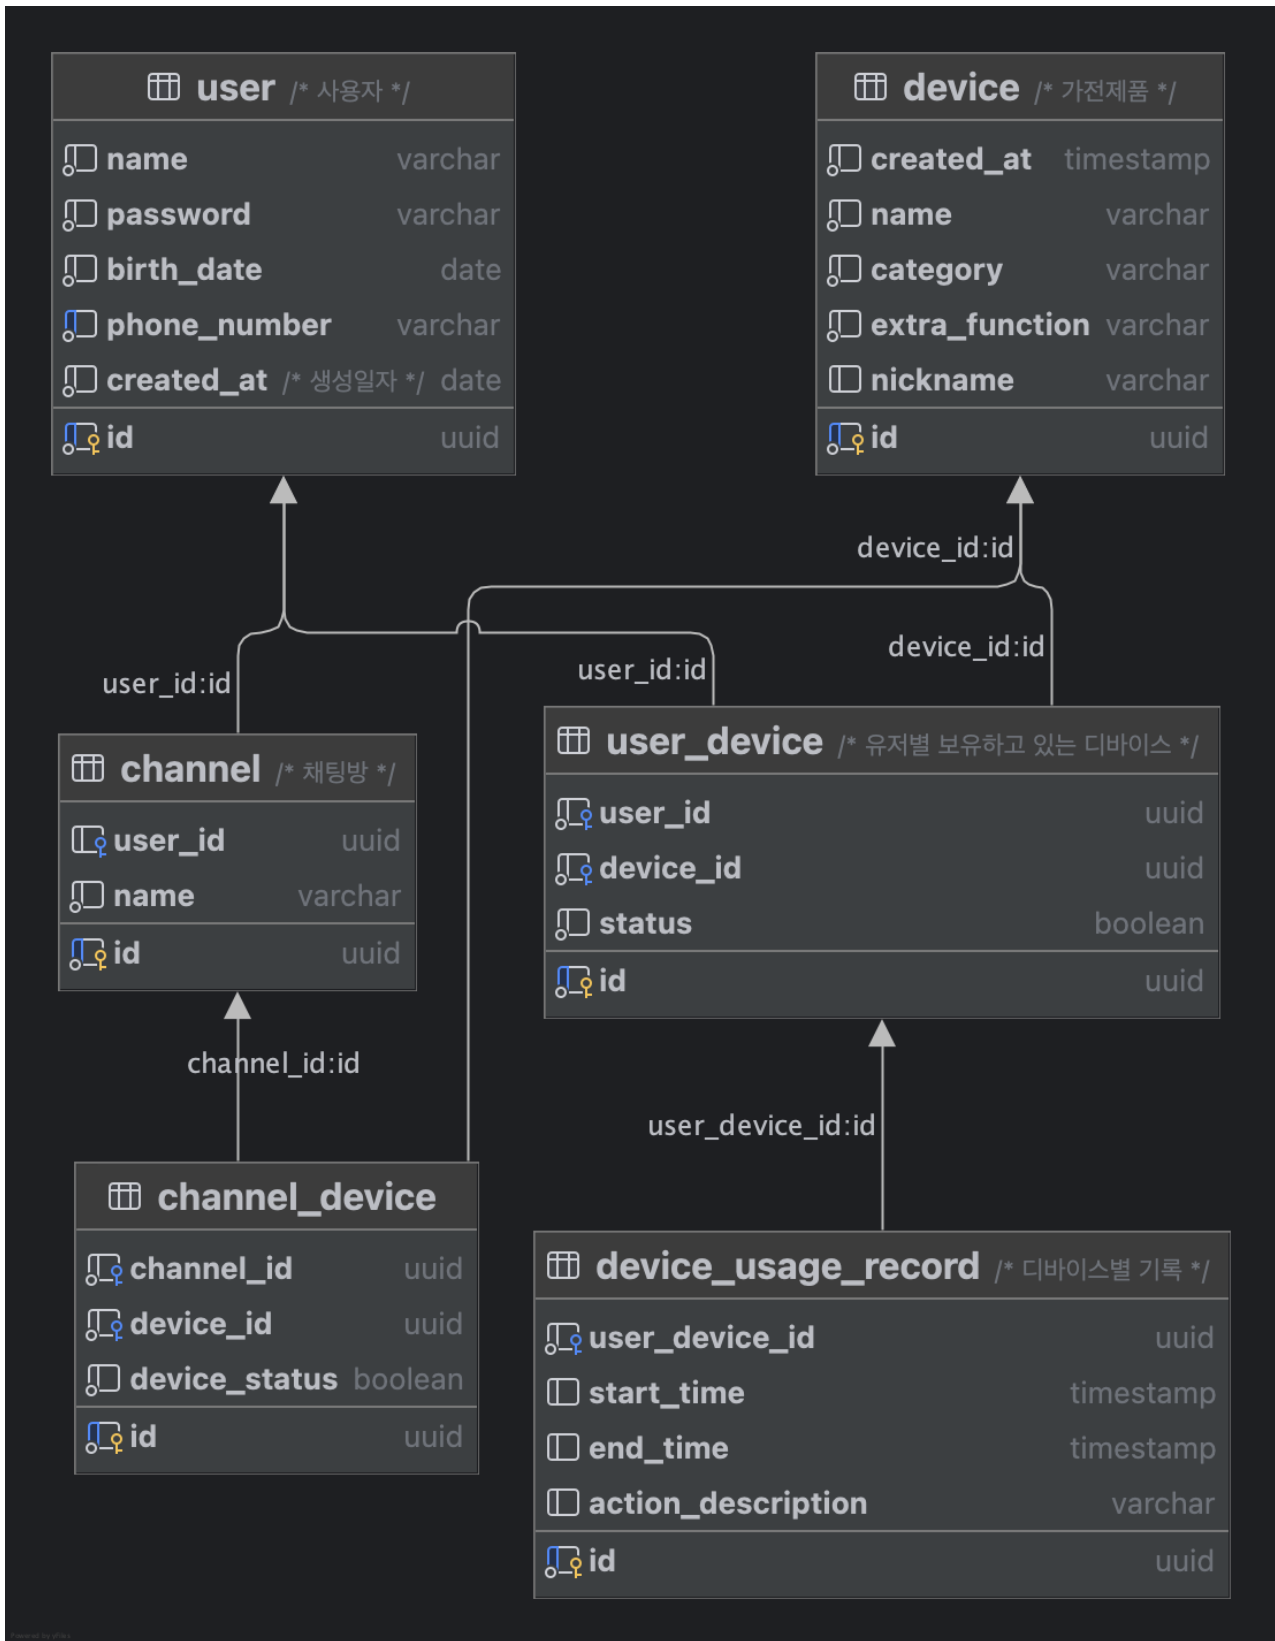 user /* 사용자 */
name varchar
password varchar
birth_date date
phone_number varchar
created_at /* 생성일자 */ date
id uuid
device /* 가전제품 */
created_at timestamp
name varchar
category varchar
extra_function varchar
nickname varchar
id uuid
device_id:id
device_id:id
user_id:id
user_id:id
channel /* 채팅방 */
user_id uuid
name varchar
id uuid
user_device /* 유저별 보유하고 있는 디바이스 */
user_id uuid
device_id uuid
status boolean
id uuid
channel_id:id
user_device_id:id
channel_device
channel_id uuid
device_id uuid
device_status boolean
id uuid
device_usage_record /* 디바이스별 기록 */
user_device_id uuid
start_time timestamp
end_time timestamp
action_description varchar
id uuid
Powered by yFiles